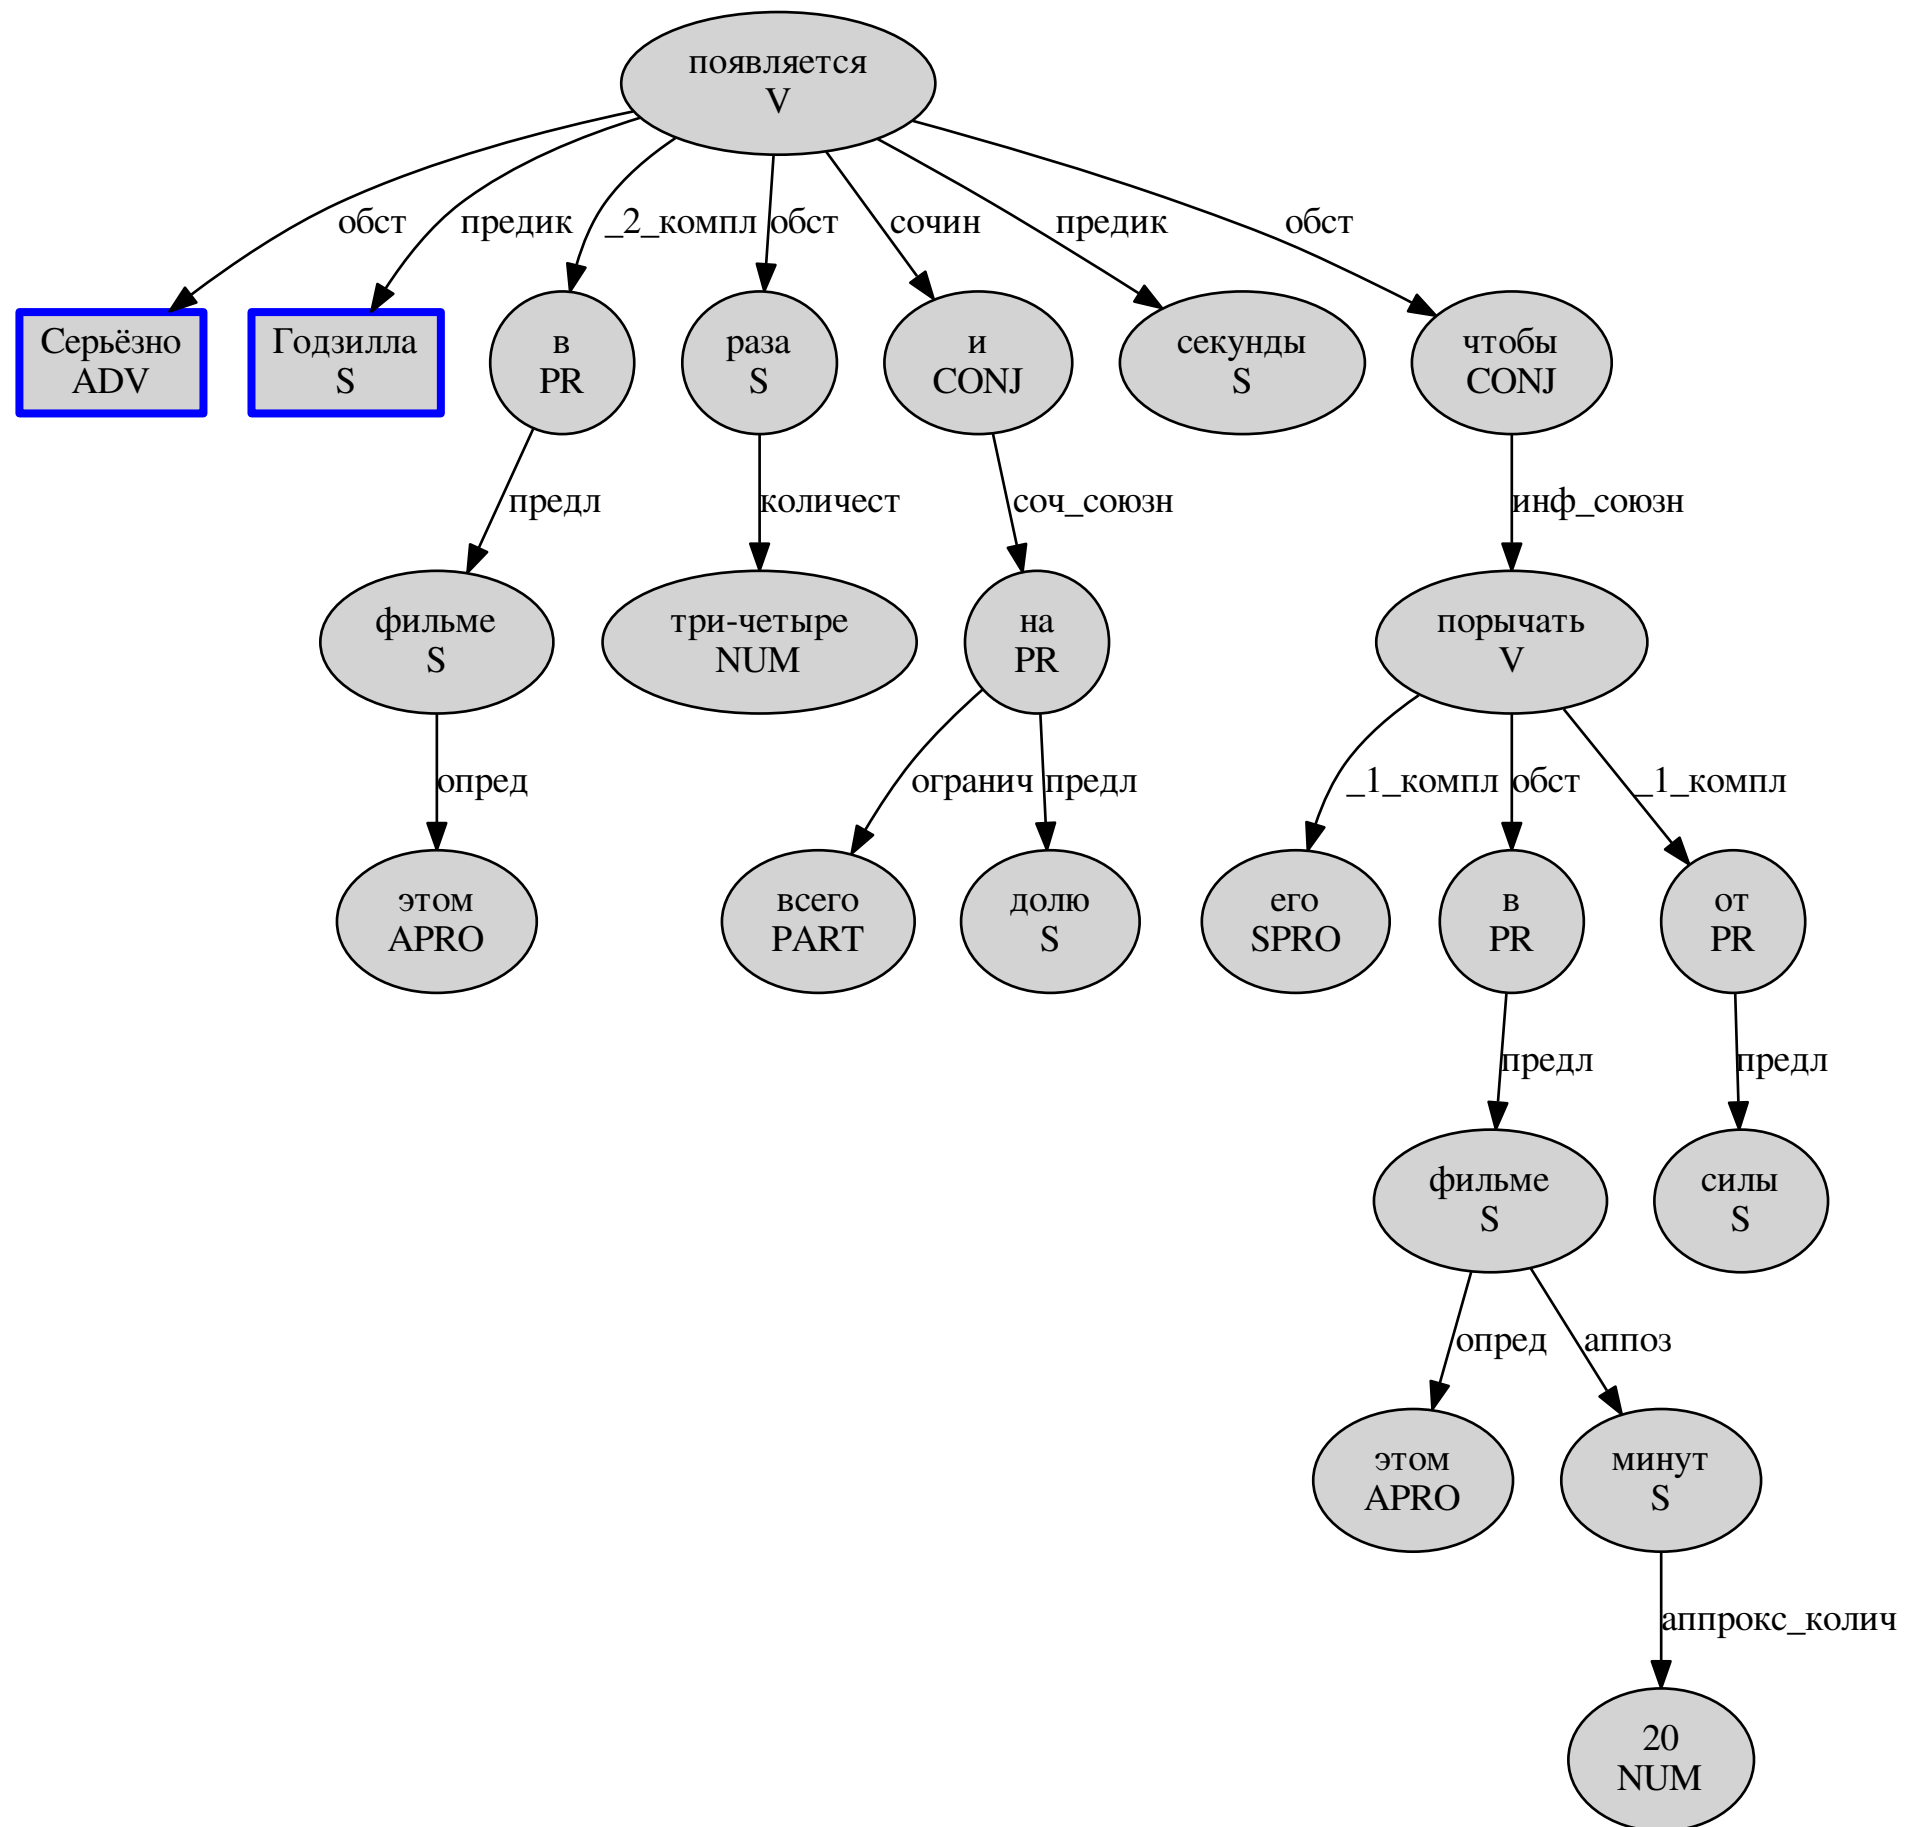 появляется
V
обст
предик
_2_компл
обст
сочин
предик
обст
Серьёзно
ADV
Годзилла
S
в
PR
раза
S
и
CONJ
секунды
S
чтобы
CONJ
предл
количест
соч_союзн
инф_союзн
фильме
S
три-четыре
NUM
на
PR
порычать
V
опред
огранич
предл
_1_компл
обст
_1_компл
этом
APRO
всего
PART
долю
S
его
SPRO
в
PR
от
PR
предл
предл
фильме
S
силы
S
опред
аппоз
этом
APRO
минут
S
аппрокс_колич
20
NUM